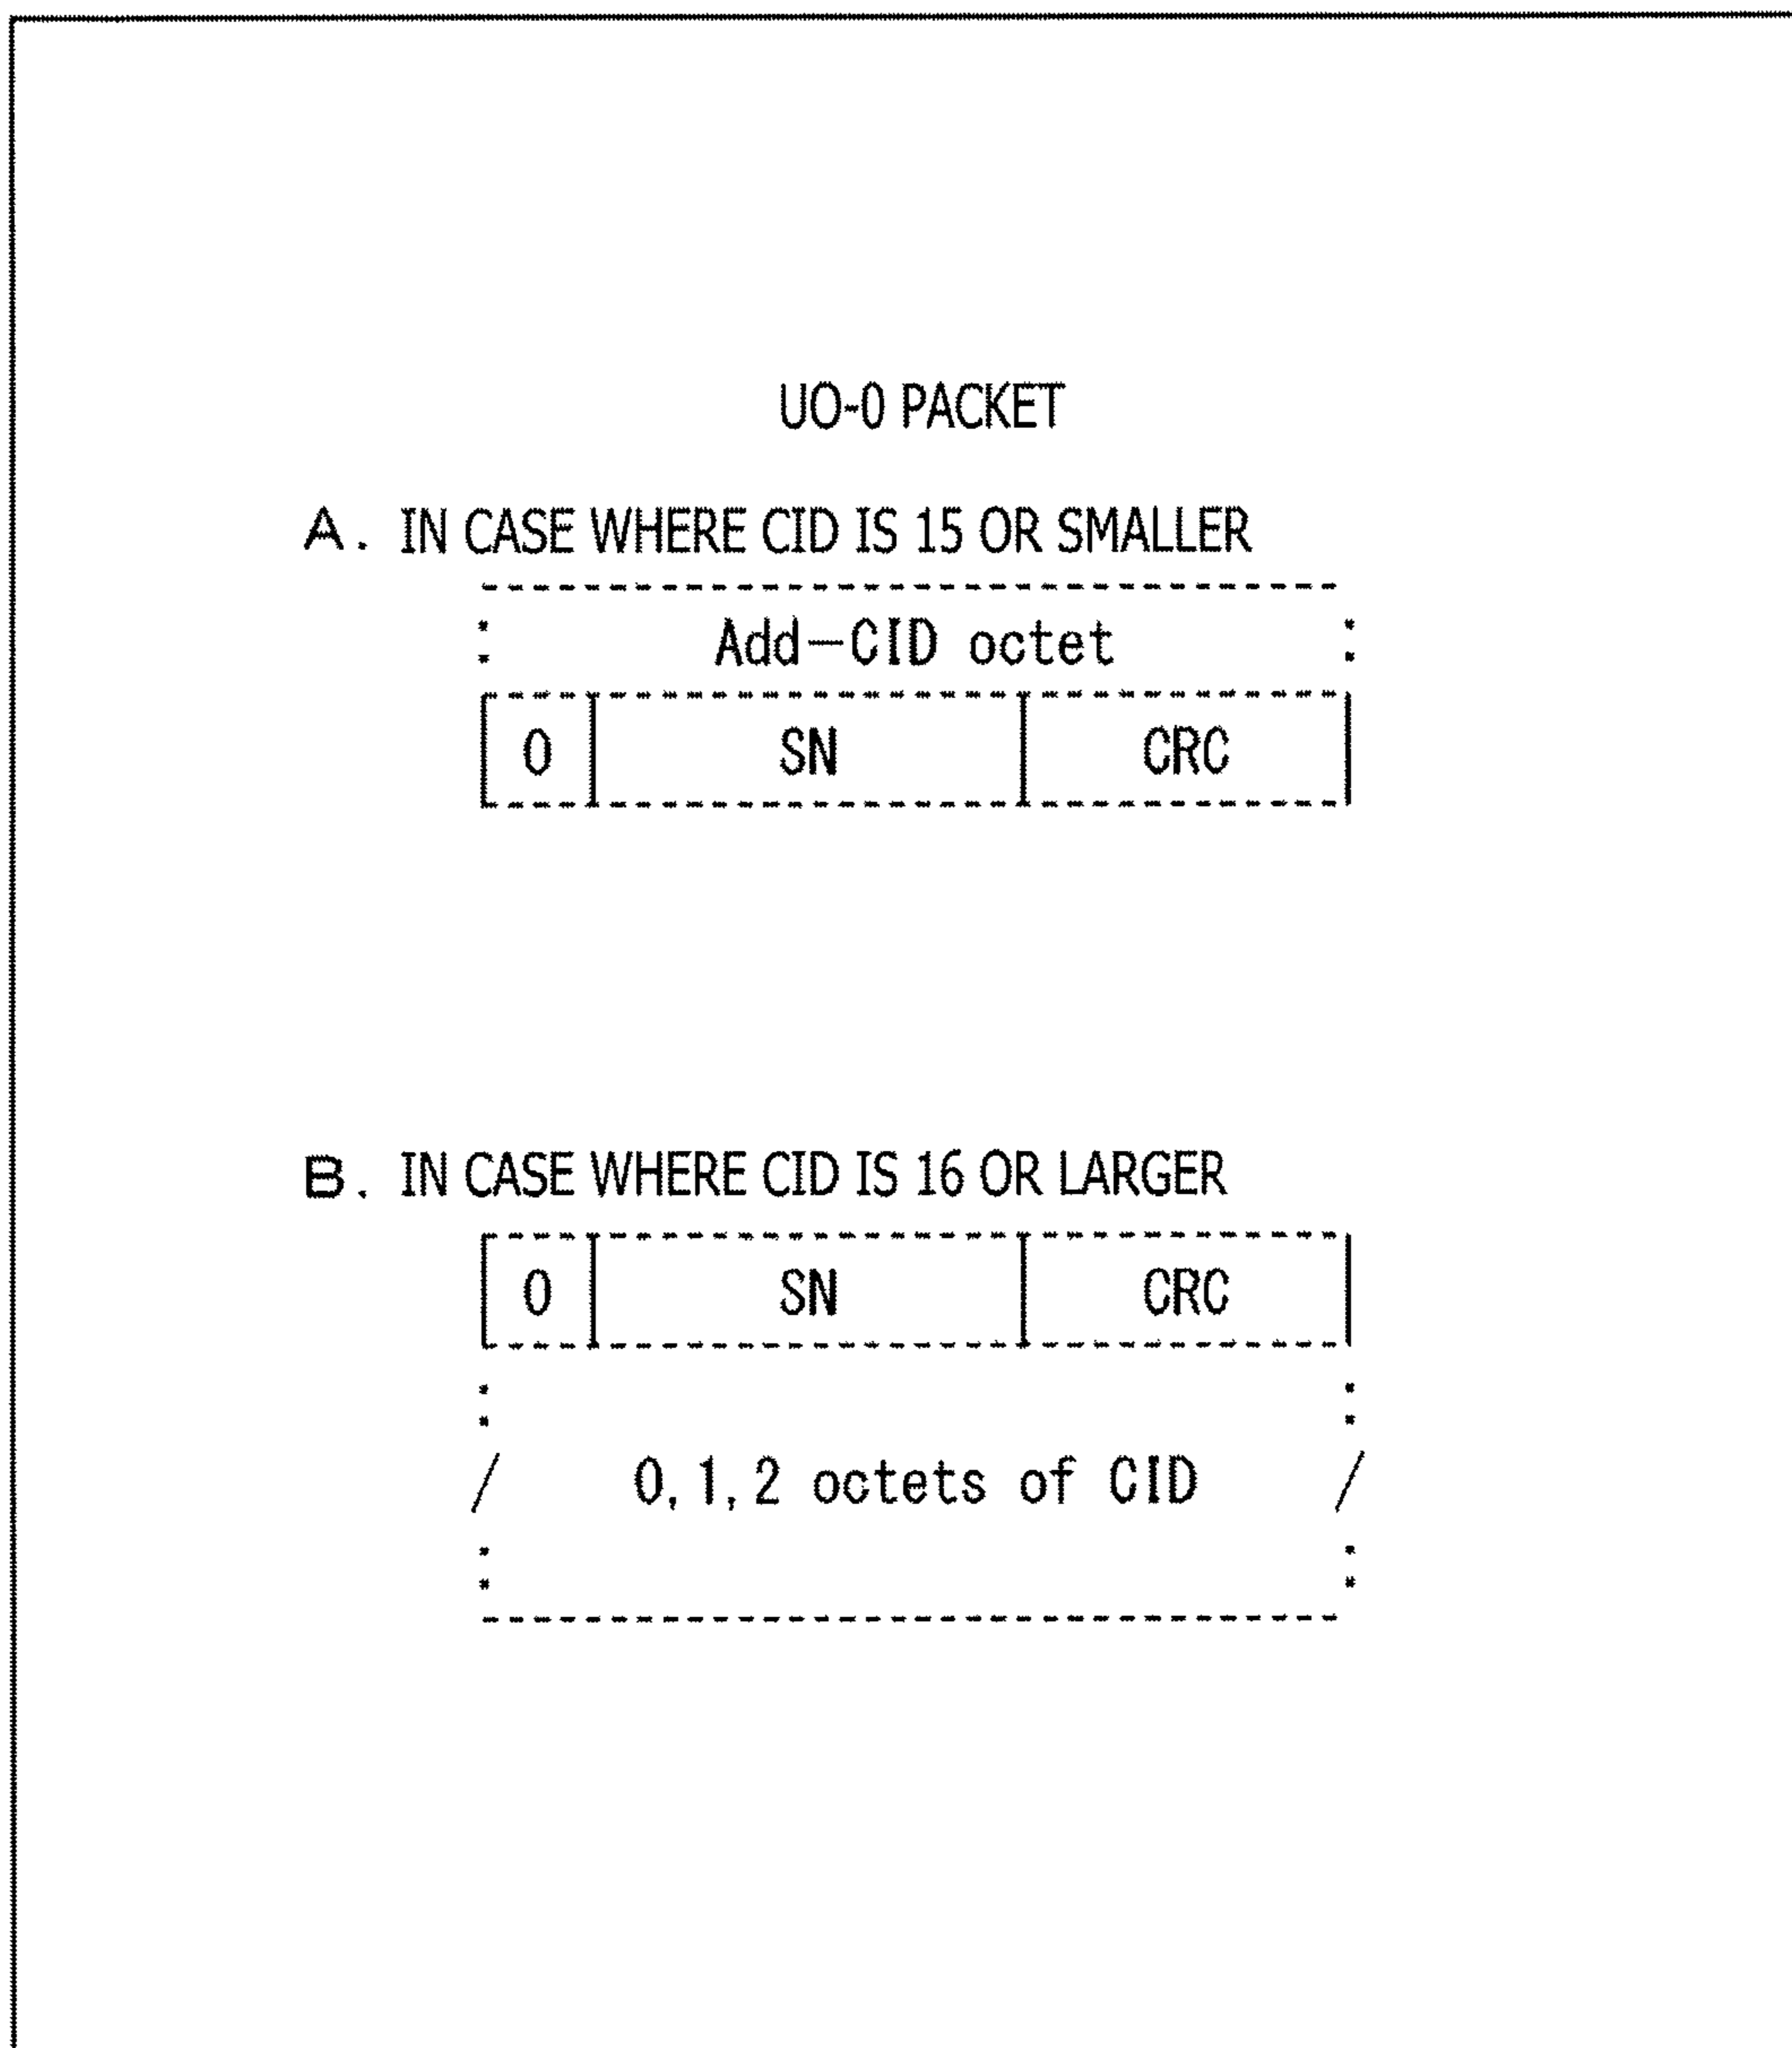 UO-0 PACKET
A. IN CASE WHERE CID IS 15 OR SMALLER
Add-CID octet
0 SN CRC
B. IN CASE WHERE CID IS 16 OR LARGER
0 SN CRC
/ 0,1,2 octets of CID /